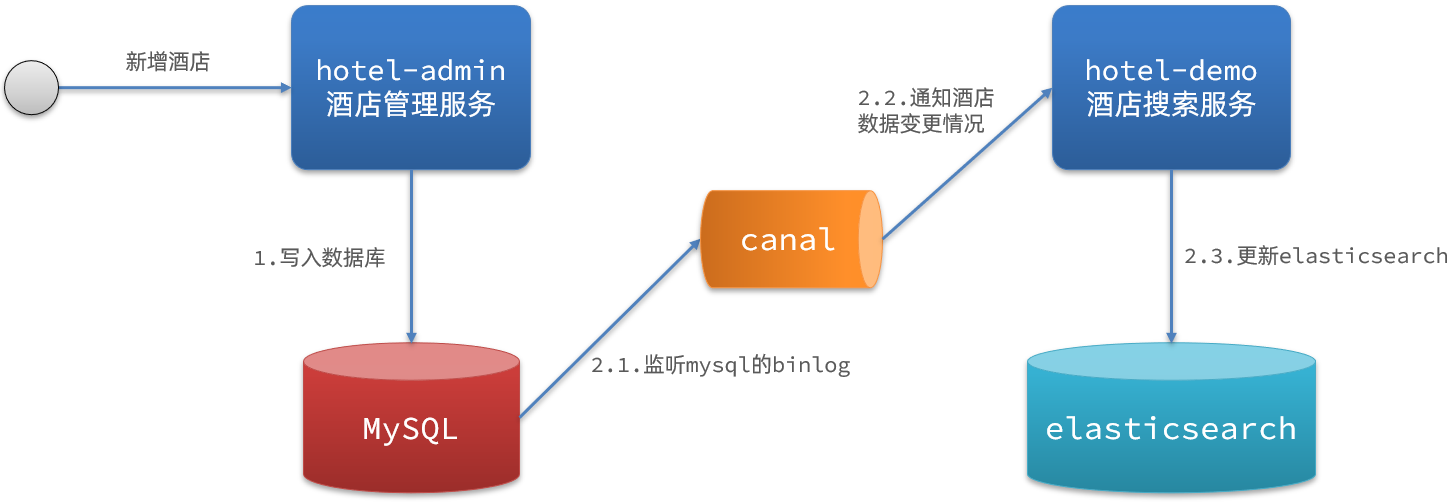 新增酒店
hotel-admin
酒店管理服务
hotel-demo
酒店搜索服务
2.2.通知酒店
数据变更情况
canal
1.写入数据库
2.3.更新elasticsearch
2.1.监听mysql的binlog
MySQL
elasticsearch